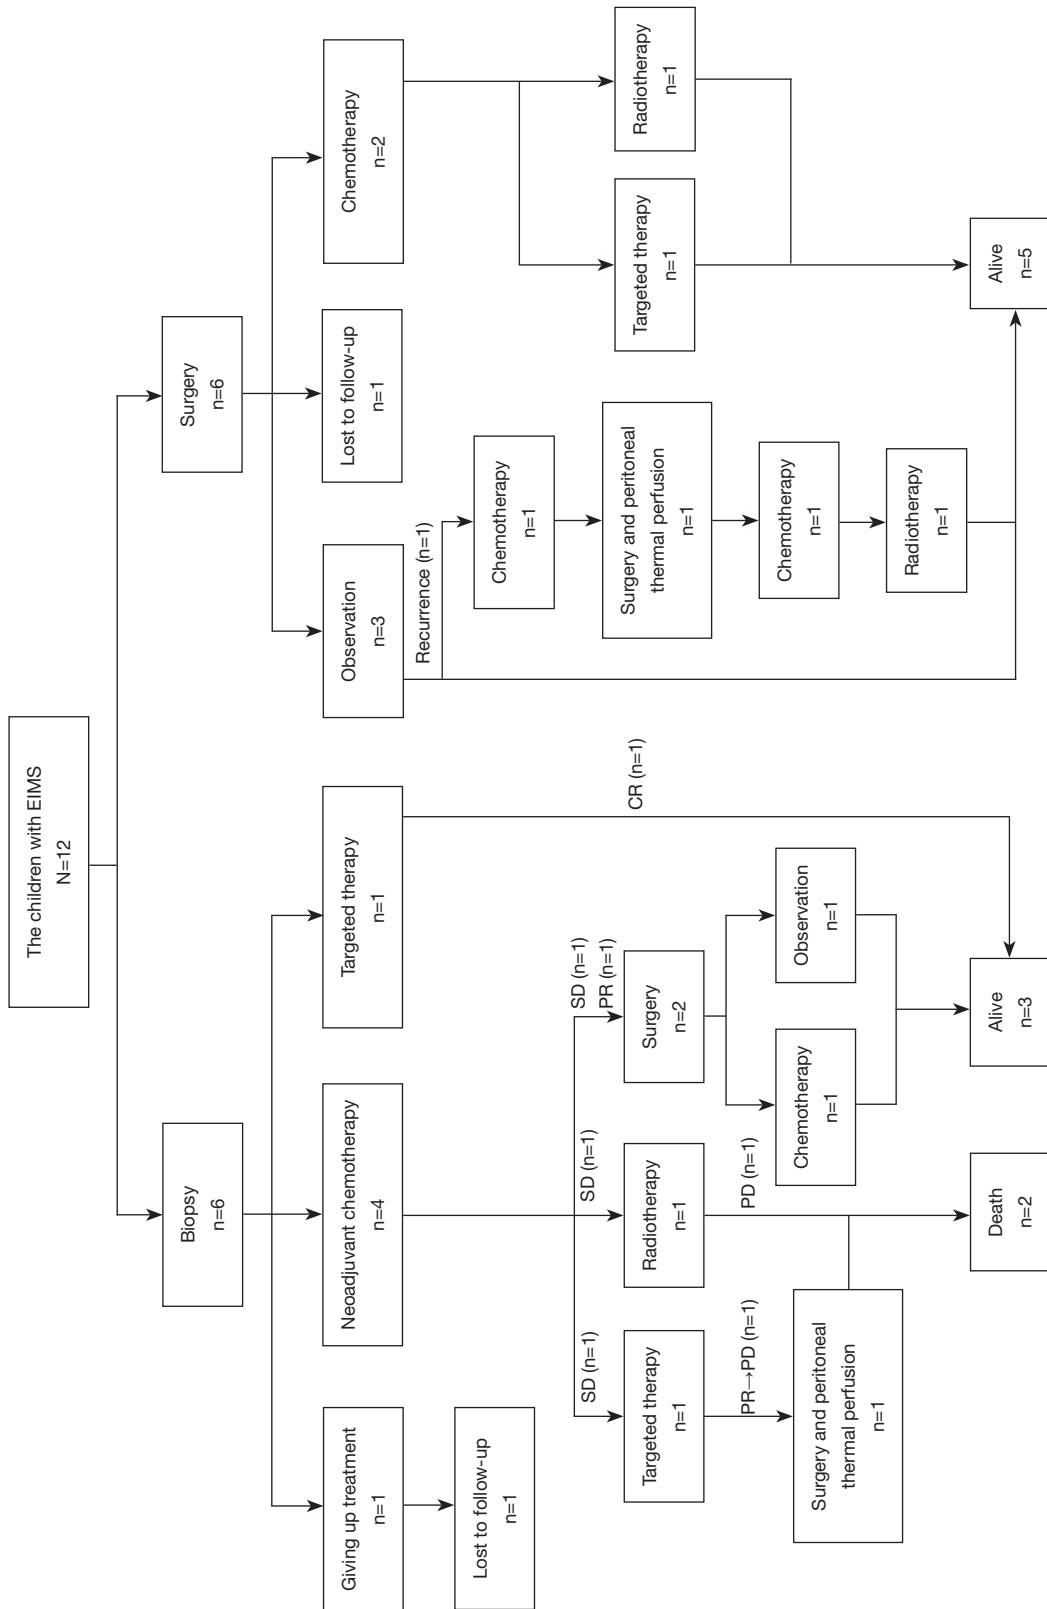 The children with EIMS
N=12
Biopsy
n=6
Surgery
n=6
Giving up treatment
n=1
Neoadjuvant chemotherapy
n=4
Targeted therapy
n=1
Observation
n=3
Lost to follow-up
n=1
Chemotherapy
n=2
Lost to follow-up
n=1
Recurrence (n=1)
Chemotherapy
n=1
SD (n=1)
SD (n=1)
SD (n=1)
PR (n=1)
Targeted therapy
n=1
Radiotherapy
n=1
Surgery
n=2
CR (n=1)
Surgery and peritoneal
thermal perfusion
n=1
Targeted therapy
n=1
Radiotherapy
n=1
PR→PD (n=1)
PD (n=1)
Surgery and peritoneal
thermal perfusion
n=1
Chemotherapy
n=1
Observation
n=1
Chemotherapy
n=1
Radiotherapy
n=1
Death
n=2
Alive
n=3
Alive
n=5